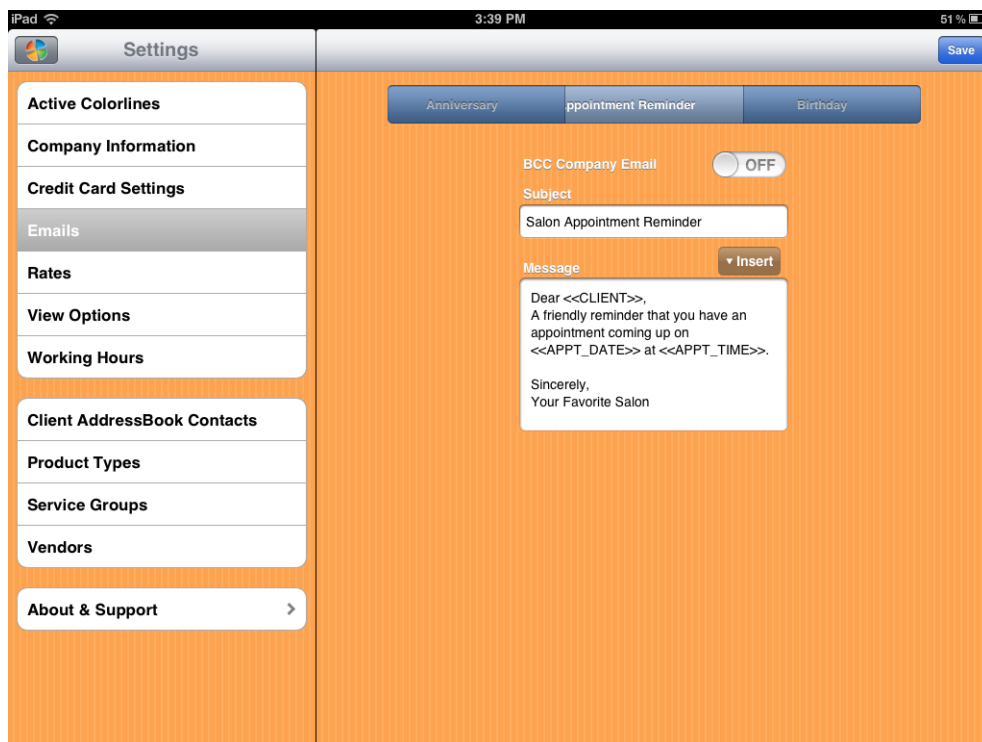 iPad 3:39 PM 51 %
Settings Save
Active Colorlines
Company Information
Credit Card Settings
Emails
Rates
View Options
Working Hours
Client AddressBook Contacts
Product Types
Service Groups
Vendors
About & Support
Anniversary ppointment Reminder Birthday
BCC Company Email OFF
Subject
Salon Appointment Reminder
Message ▾ Insert
Dear <<CLIENT>>,
A friendly reminder that you have an
appointment coming up on
<<APPT_DATE>> at <<APPT_TIME>>.
Sincerely,
Your Favorite Salon